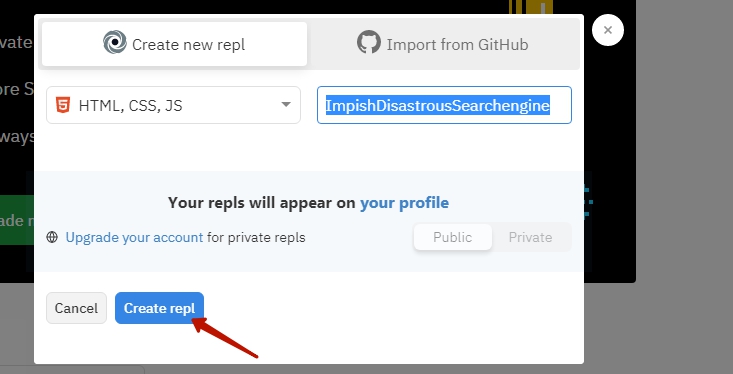 Create new repl
Import from GitHub
HTML, CSS, JS
ImpishDisastrousSearchengine
Your repls will appear on your profile
Upgrade your account for private repls
Public
Private
Cancel
Create repl
vate
ore S
ways
ade